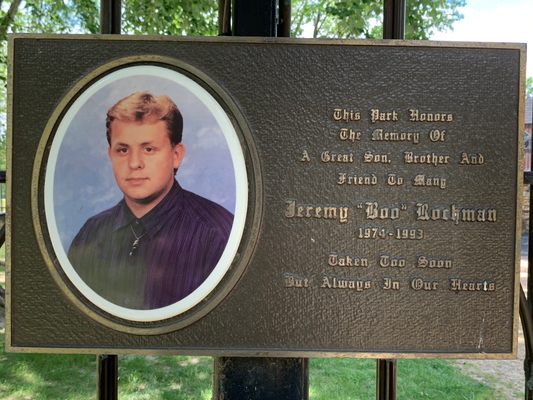 This Park Honors
The Memory Of
A Great Son, Brother And
Friend To Many
Jeremy "Boo" Rochman
1974-1993
Taken Too Soon
But Always In Our Hearts